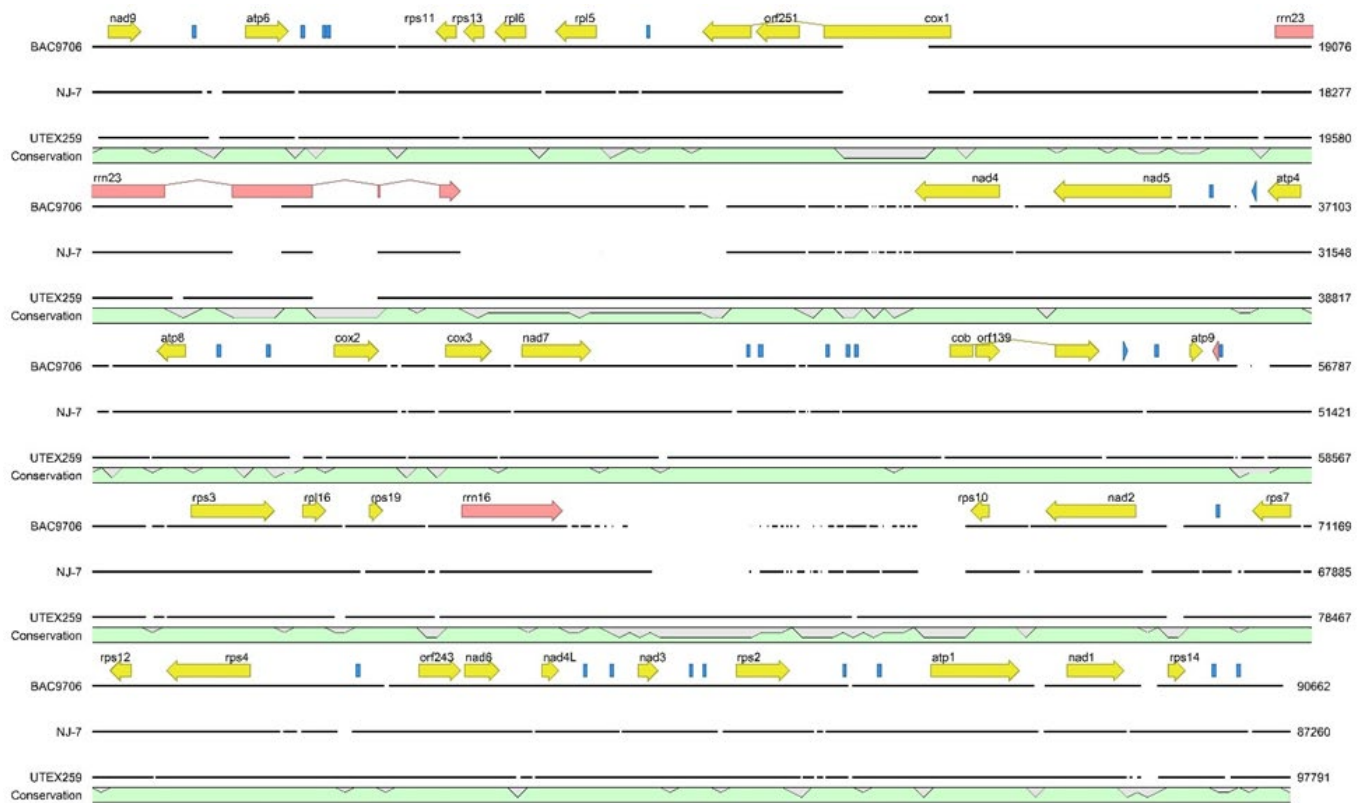 nad9 atp6 rps11 rps13 rpl6 rpl5 orf251 cox1 rrn23
BAC9706 19076
NJ-7 18277
UTEX259 19580
Conservation
rrn23 nad4 nad5 atp4
BAC9706 37103
NJ-7 31548
UTEX259 38817
Conservation
atp8 cox2 cox3 nad7 cob orf139 atp9
BAC9706 56787
NJ-7 51421
UTEX259 58567
Conservation
rps3 rpl16 rps19 rrn16 rps10 nad2 rps7
BAC9706 71169
NJ-7 67885
UTEX259 78467
Conservation
rps12 rps4 orf243 nad6 nad4L nad3 rps2 atp1 nad1 rps14
BAC9706 90662
NJ-7 87260
UTEX259 97791
Conservation